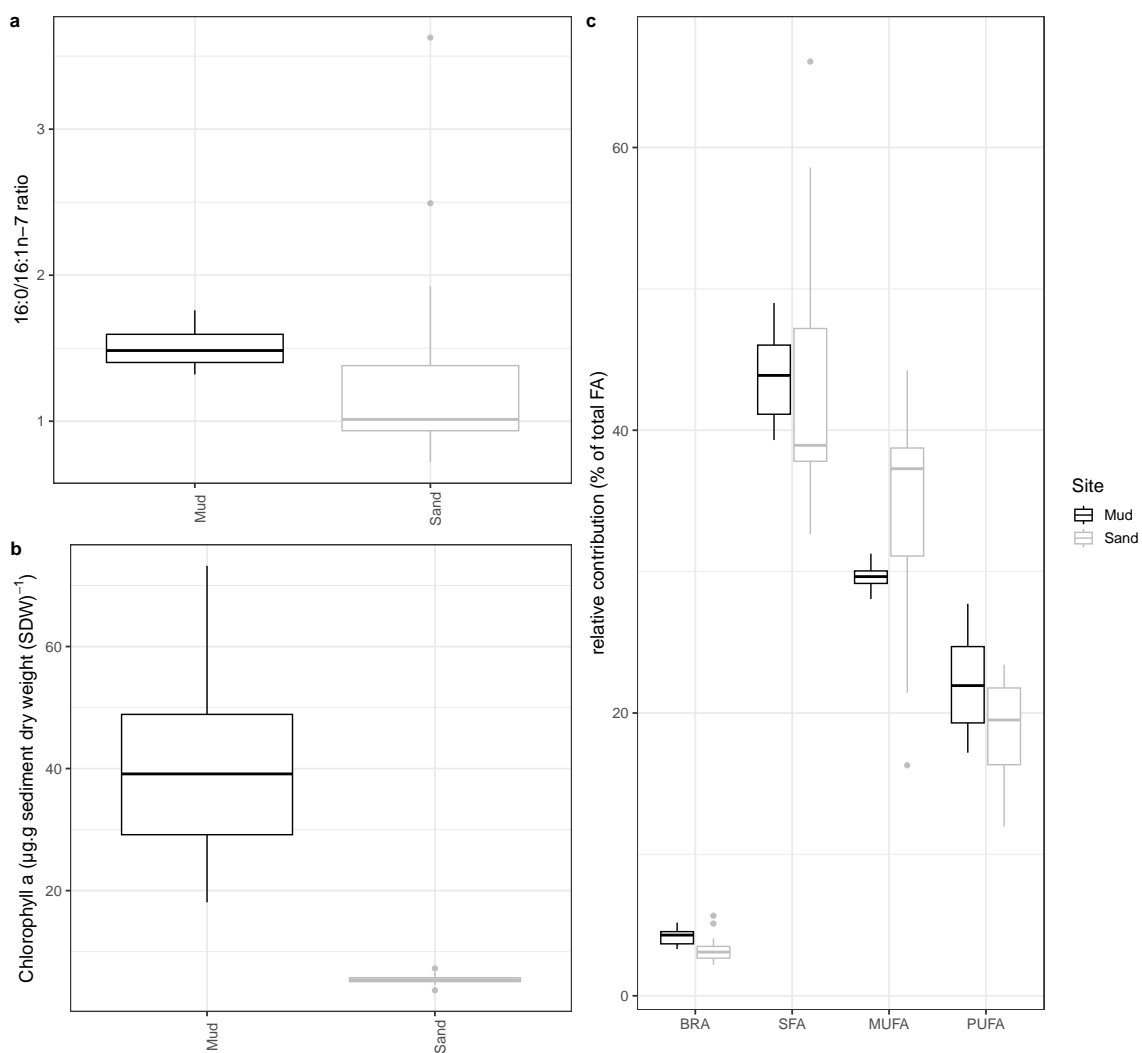 a
16:0/16:1n−7 ratio
3
2
1
Mud
Sand
b
Chlorophyll a (µg.g sediment dry weight (SDW)⁻¹)
60
40
20
Mud
Sand
c
relative contribution (% of total FA)
60
40
20
0
BRA SFA MUFA PUFA
Site
Mud
Sand